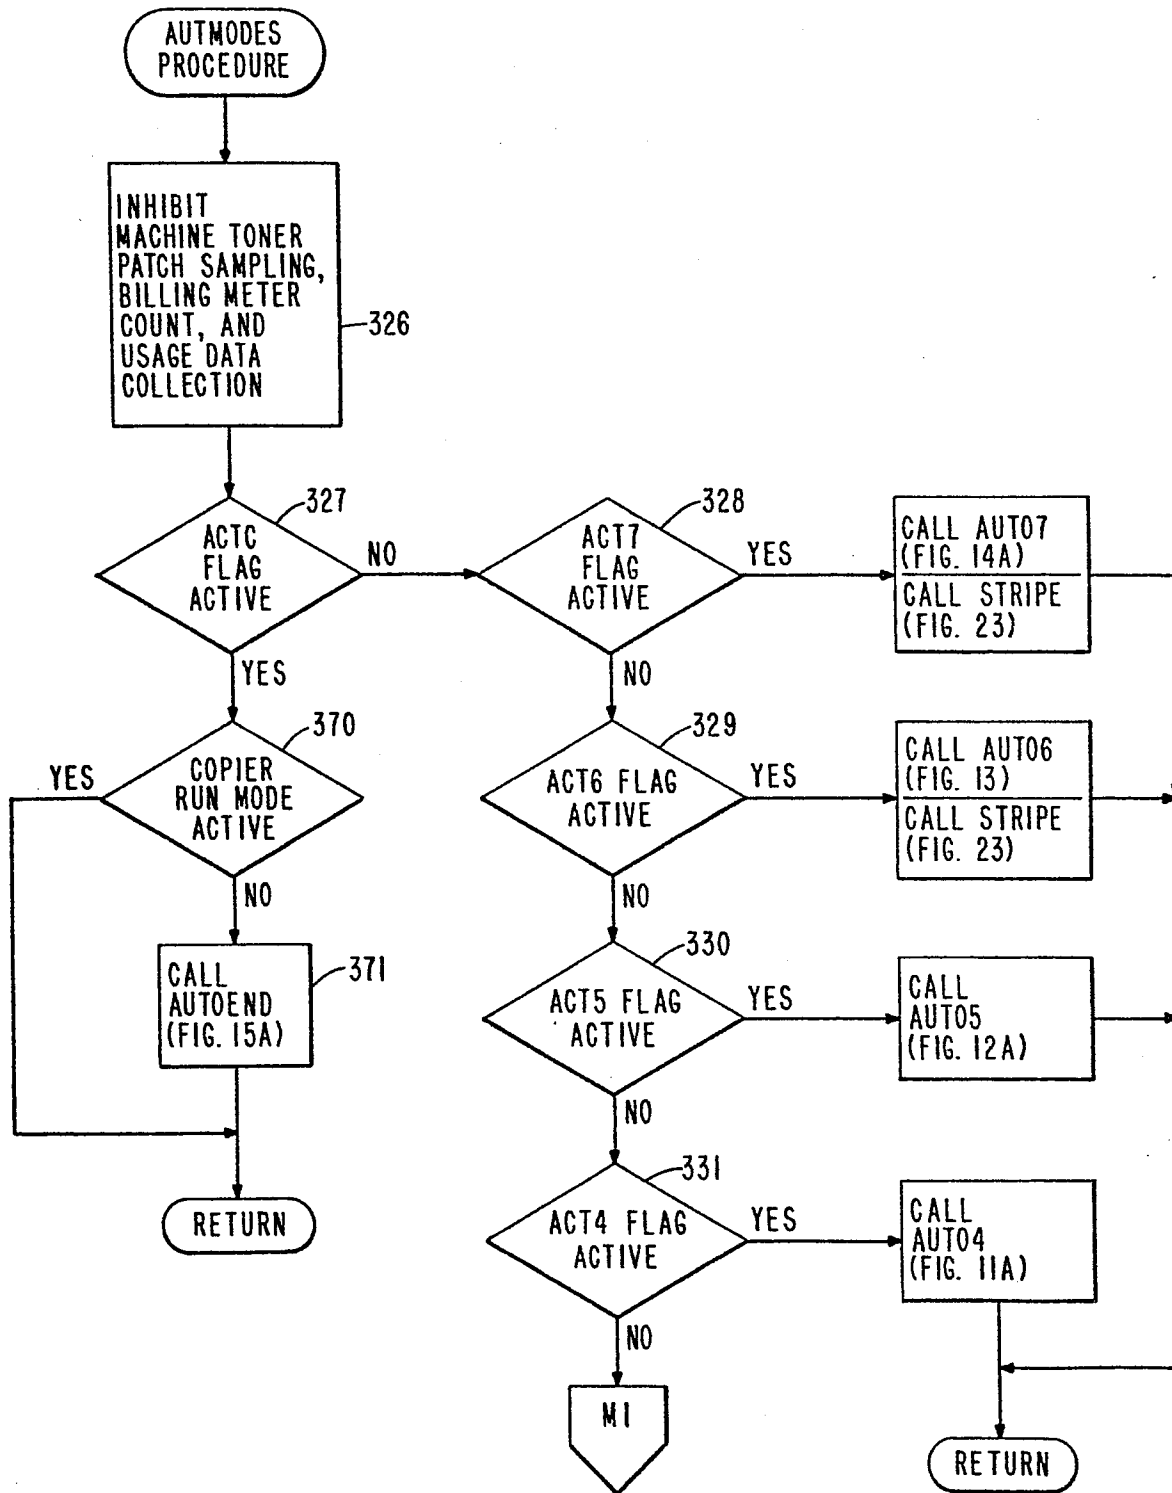 AUTMODES
PROCEDURE
INHIBIT
MACHINE TONER
PATCH SAMPLING,
BILLING METER
COUNT, AND
USAGE DATA
COLLECTION
326
327
ACTC
FLAG
ACTIVE
NO
YES
328
ACT7
FLAG
ACTIVE
YES
NO
CALL AUTO7
(FIG. 14A)
CALL STRIPE
(FIG. 23)
370
COPIER
RUN MODE
ACTIVE
YES
NO
329
ACT6 FLAG
ACTIVE
YES
NO
CALL AUTO6
(FIG. 13)
CALL STRIPE
(FIG. 23)
371
CALL
AUTOEND
(FIG. 15A)
330
ACT5 FLAG
ACTIVE
YES
NO
CALL
AUTO5
(FIG. 12A)
RETURN
331
ACT4 FLAG
ACTIVE
YES
NO
CALL
AUTO4
(FIG. 11A)
M1
RETURN